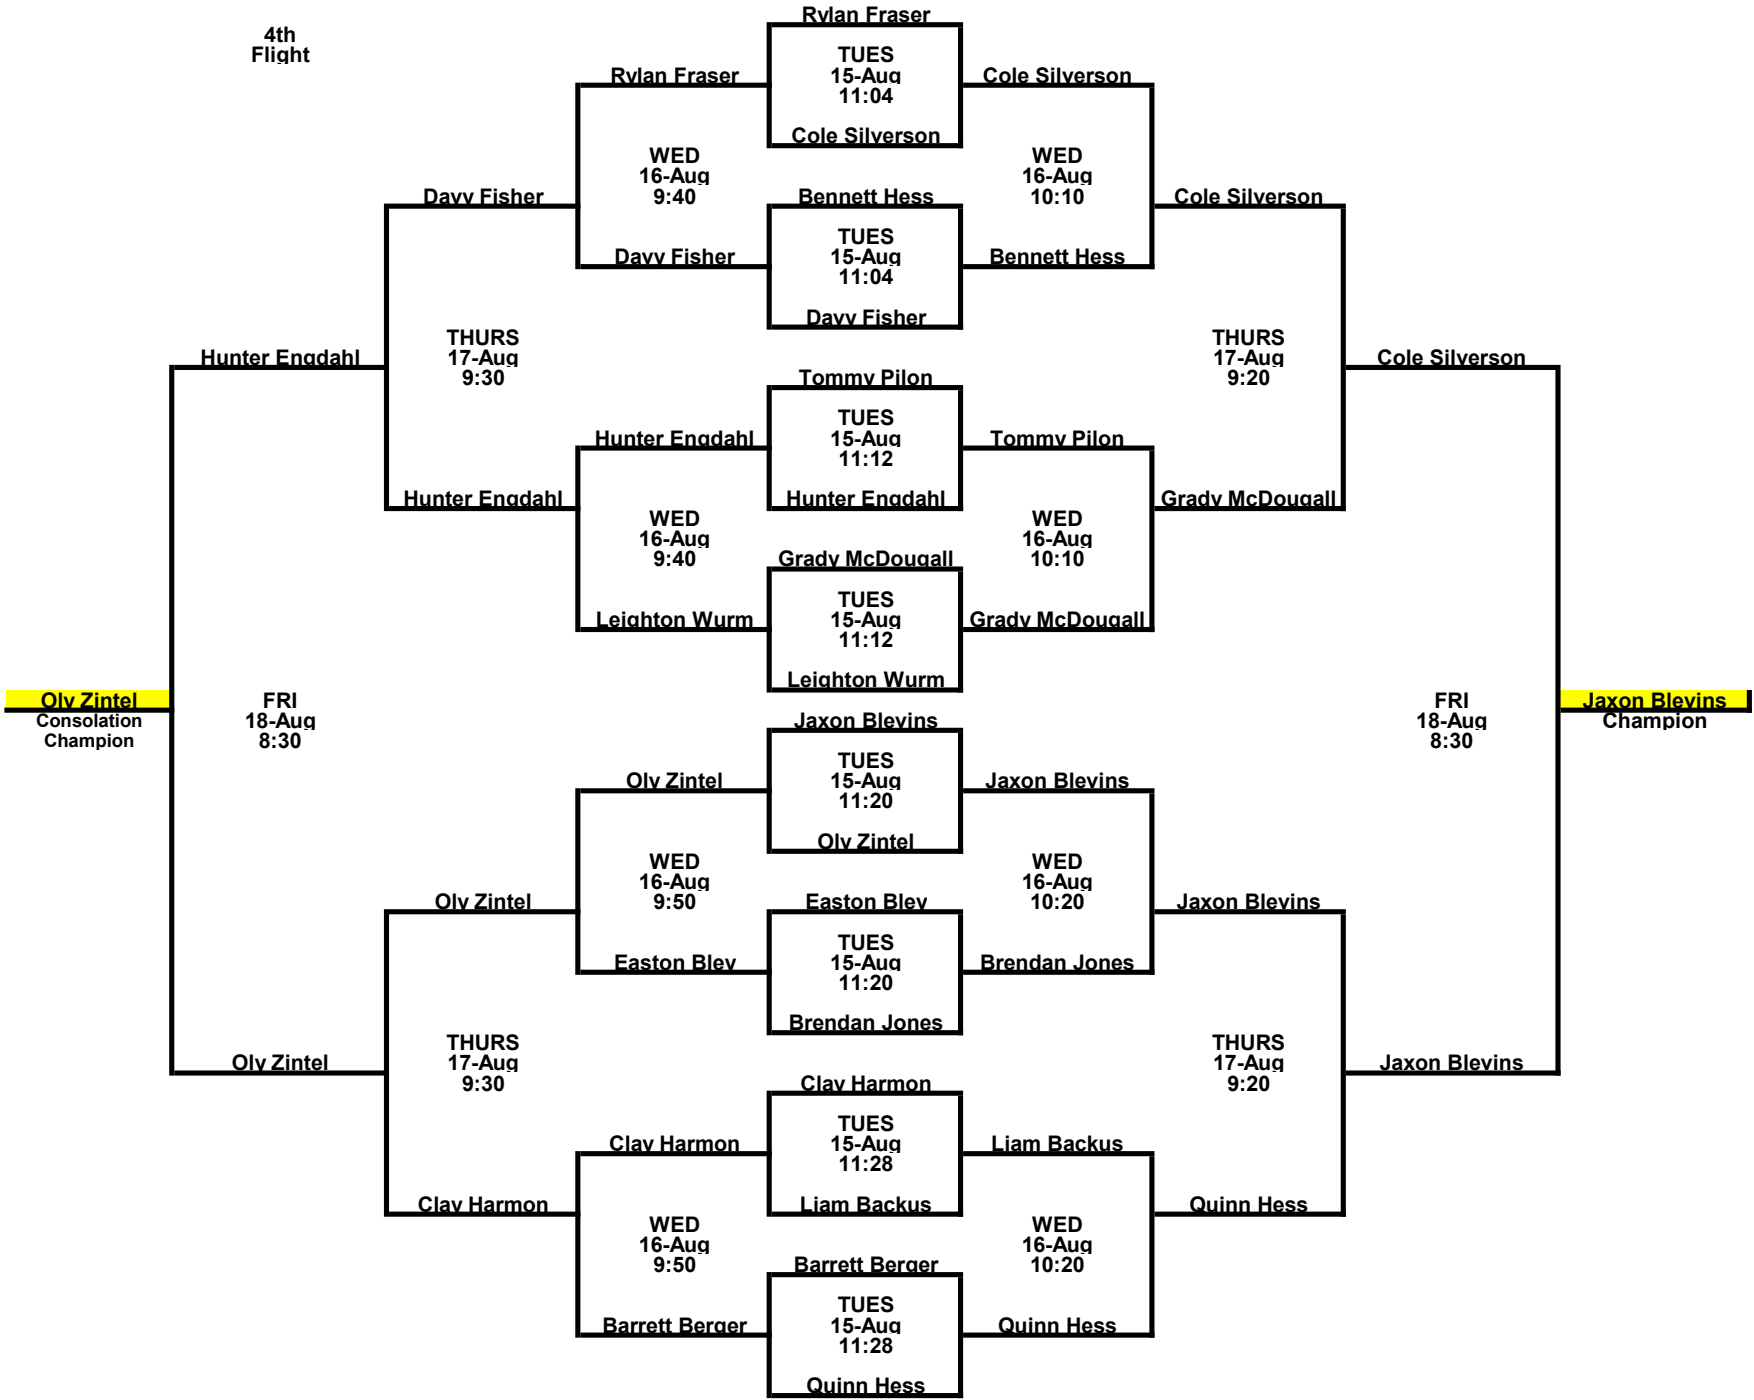 Rylan Fraser
4th
Flight
TUES
15-Aug
11:04
Rylan Fraser
Cole Silverson
Cole Silverson
WED
16-Aug
9:40
WED
16-Aug
10:10
Davy Fisher
Bennett Hess
Cole Silverson
TUES
15-Aug
11:04
Davy Fisher
Bennett Hess
Davy Fisher
THURS
17-Aug
9:30
THURS
17-Aug
9:20
Hunter Engdahl
Cole Silverson
Tommy Pilon
TUES
15-Aug
11:12
Hunter Engdahl
Tommy Pilon
Hunter Engdahl
Hunter Engdahl
Grady McDougall
WED
16-Aug
9:40
WED
16-Aug
10:10
Grady McDougall
TUES
15-Aug
11:12
Leighton Wurm
Grady McDougall
Leighton Wurm
Oly Zintel
Consolation
Champion
FRI
18-Aug
8:30
FRI
18-Aug
8:30
Jaxon Blevins
Champion
Jaxon Blevins
TUES
15-Aug
11:20
Oly Zintel
Jaxon Blevins
Oly Zintel
WED
16-Aug
9:50
WED
16-Aug
10:20
Oly Zintel
Easton Bley
Jaxon Blevins
TUES
15-Aug
11:20
Easton Bley
Brendan Jones
Brendan Jones
THURS
17-Aug
9:30
THURS
17-Aug
9:20
Oly Zintel
Jaxon Blevins
Clay Harmon
TUES
15-Aug
11:28
Clay Harmon
Liam Backus
Liam Backus
Clay Harmon
Quinn Hess
WED
16-Aug
9:50
WED
16-Aug
10:20
Barrett Berger
TUES
15-Aug
11:28
Barrett Berger
Quinn Hess
Quinn Hess